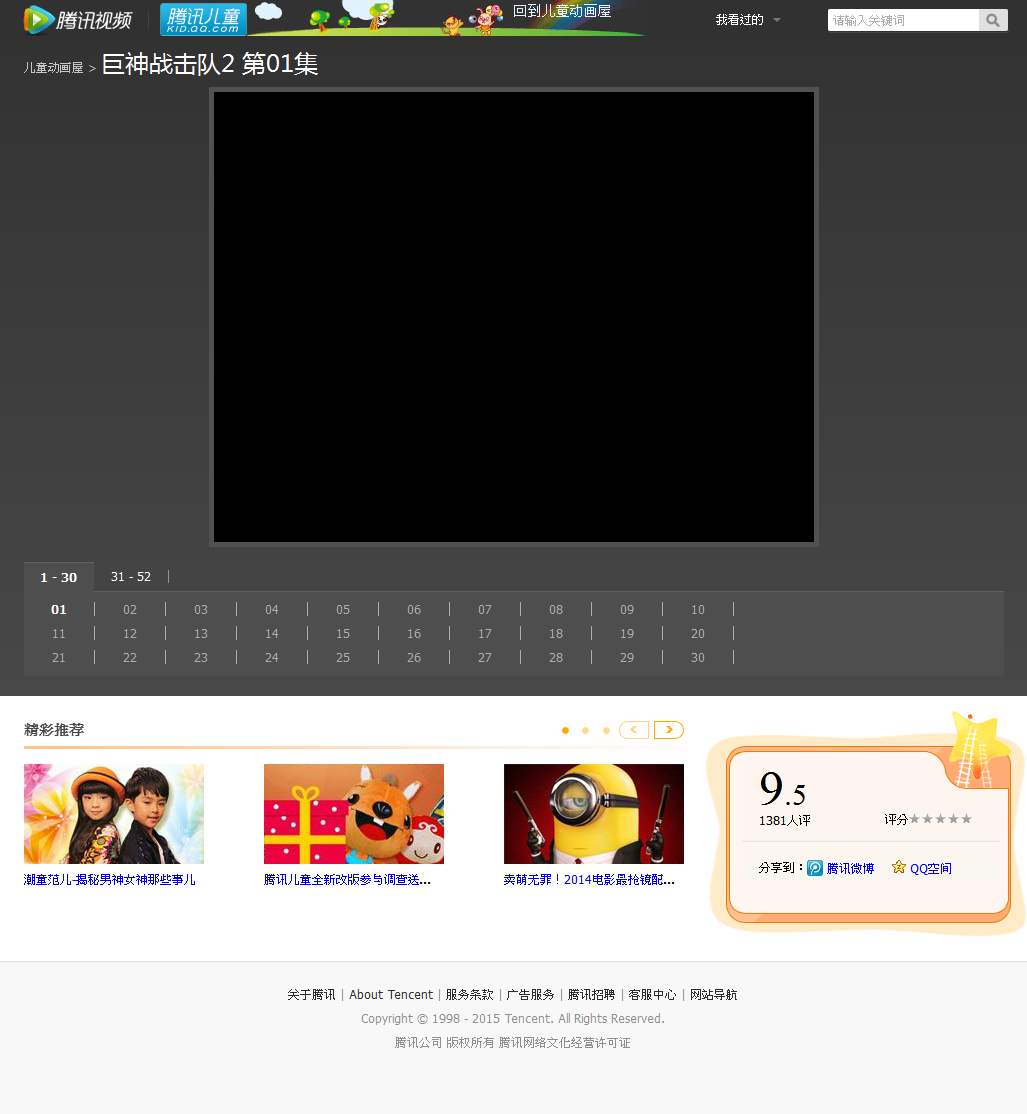 腾讯视频 腾讯儿童 KID.QQ.COM 回到儿童动画屋 我看过的 请输入关键词
儿童动画屋 > 巨神战击队2 第01集
1 - 30 31 - 52
01 02 03 04 05 06 07 08 09 10
11 12 13 14 15 16 17 18 19 20
21 22 23 24 25 26 27 28 29 30
精彩推荐
潮童范儿-揭秘男神女神那些事儿
腾讯儿童全新改版参与调查送...
卖萌无罪！2014电影最抢镜配...
9.5
1381人评 评分★★★★★
分享到： 腾讯微博 QQ空间
关于腾讯 | About Tencent | 服务条款 | 广告服务 | 腾讯招聘 | 客服中心 | 网站导航
Copyright © 1998 - 2015 Tencent. All Rights Reserved.
腾讯公司 版权所有 腾讯网络文化经营许可证